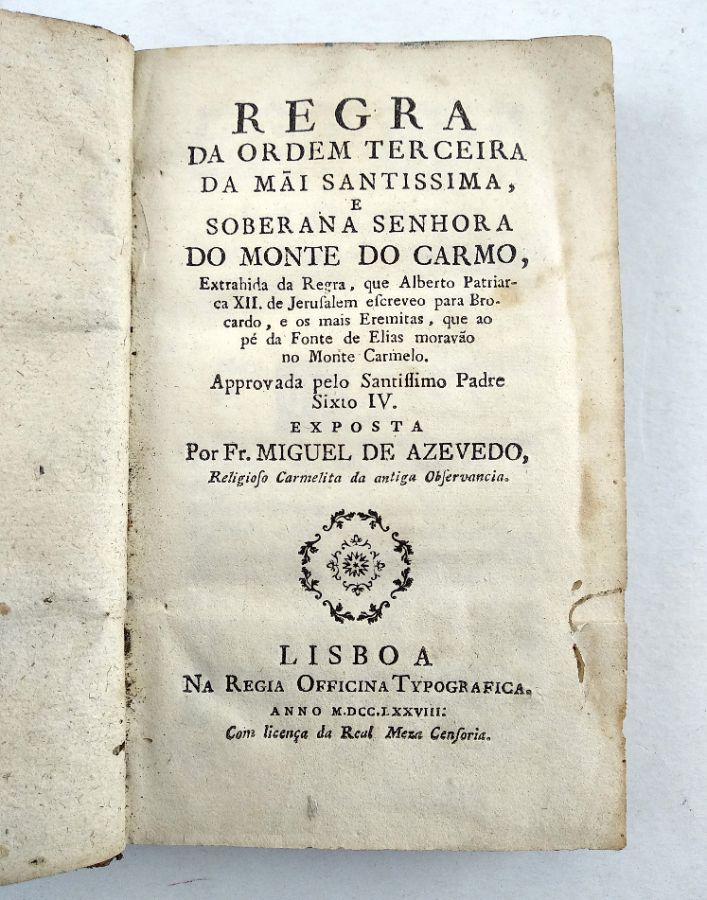 REGRA
DA ORDEM TERCEIRA
DA MÃI SANTISSIMA,
E
SOBERANA SENHORA
DO MONTE DO CARMO,
Extrahida da Regra, que Alberto Patriar-
ca XII. de Jeruſalem eſcreveo para Bro-
cardo, e os mais Eremitas, que ao
pé da Fonte de Elias moravão
no Monte Carmelo.
Approvada pelo Santiſſimo Padre
Sixto IV.
EXPOSTA
Por Fr. MIGUEL DE AZEVEDO,
Religioſo Carmelita da antiga Obſervancia.
LISBOA
NA REGIA OFFICINA TYPOGRAFICA.
ANNO M.DCC.LXXVIII.
Com licença da Real Meza Cenſoria.